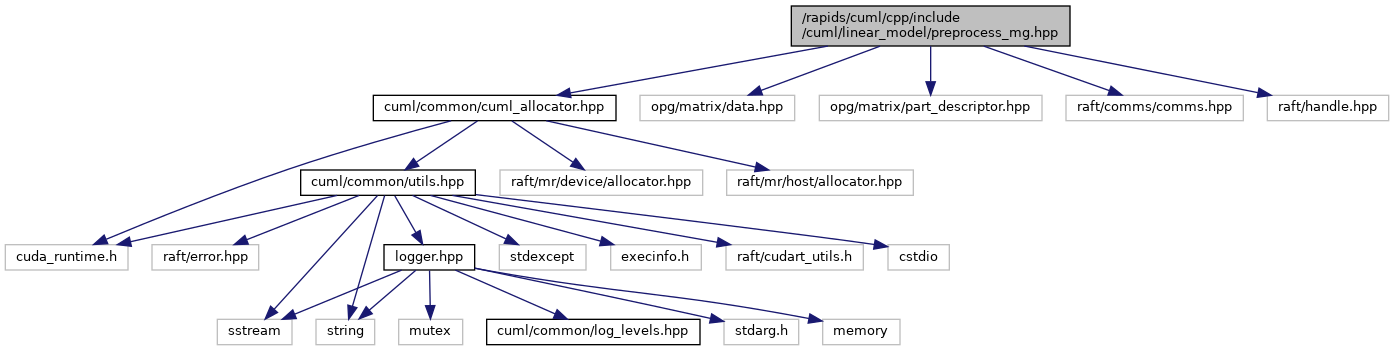 /rapids/cuml/cpp/include
/cuml/linear_model/preprocess_mg.hpp
cuml/common/cuml_allocator.hpp
opg/matrix/data.hpp
opg/matrix/part_descriptor.hpp
raft/comms/comms.hpp
raft/handle.hpp
cuml/common/utils.hpp
raft/mr/device/allocator.hpp
raft/mr/host/allocator.hpp
cuda_runtime.h
raft/error.hpp
logger.hpp
stdexcept
execinfo.h
raft/cudart_utils.h
cstdio
sstream
string
mutex
cuml/common/log_levels.hpp
stdarg.h
memory